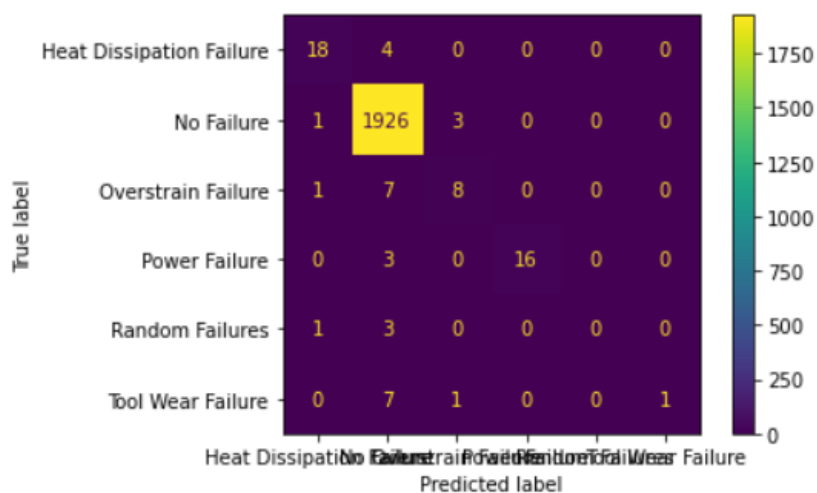 Heat Dissipation Failure 18 4 0 0 0 0
No Failure 1 1926 3 0 0 0
Overstrain Failure 1 7 8 0 0 0
Power Failure 0 3 0 16 0 0
Random Failures 1 3 0 0 0 0
Tool Wear Failure 0 7 1 0 0 1
True label
1750
1500
1250
1000
750
500
250
0
Heat Dissipation Failure
Predicted label